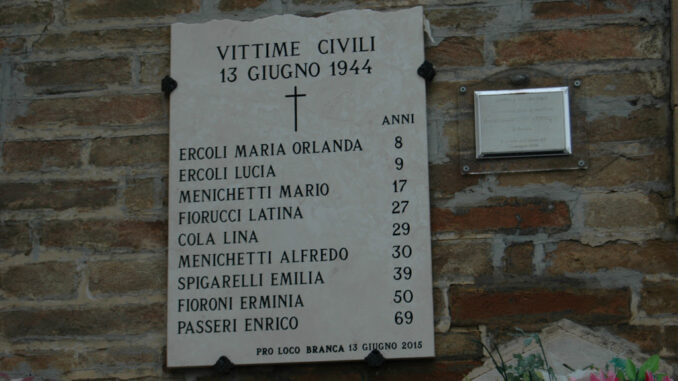 VITTIME CIVILI
13 GIUGNO 1944
ANNI
ERCOLI MARIA ORLANDA 8
ERCOLI LUCIA 9
MENICHETTI MARIO 17
FIORUCCI LATINA 27
COLA LINA 29
MENICHETTI ALFREDO 30
SPIGARELLI EMILIA 39
FIORONI ERMINIA 50
PASSERI ENRICO 69
PRO LOCO BRANCA 13 GIUGNO 2015